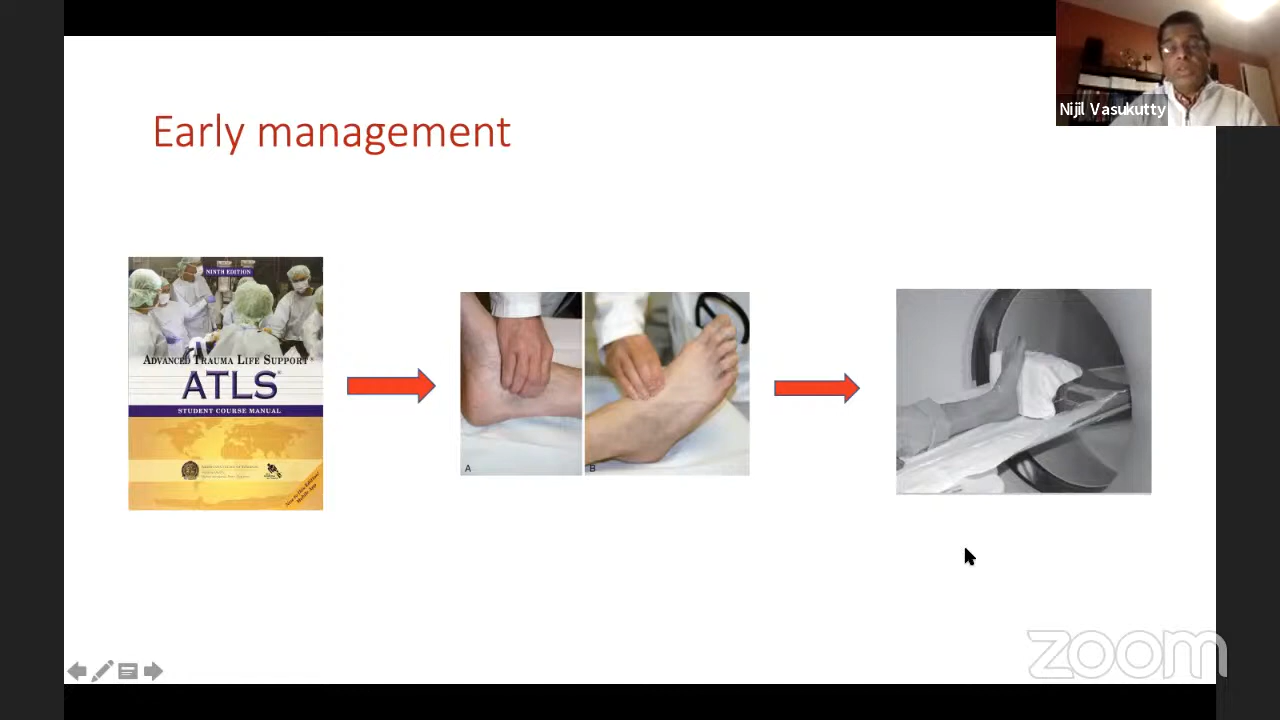 Nijil Vasukutty
Early management
NINTH EDITION
ADVANCED TRAUMA LIFE SUPPORT®
ATLS®
STUDENT COURSE MANUAL
A
B
zoom